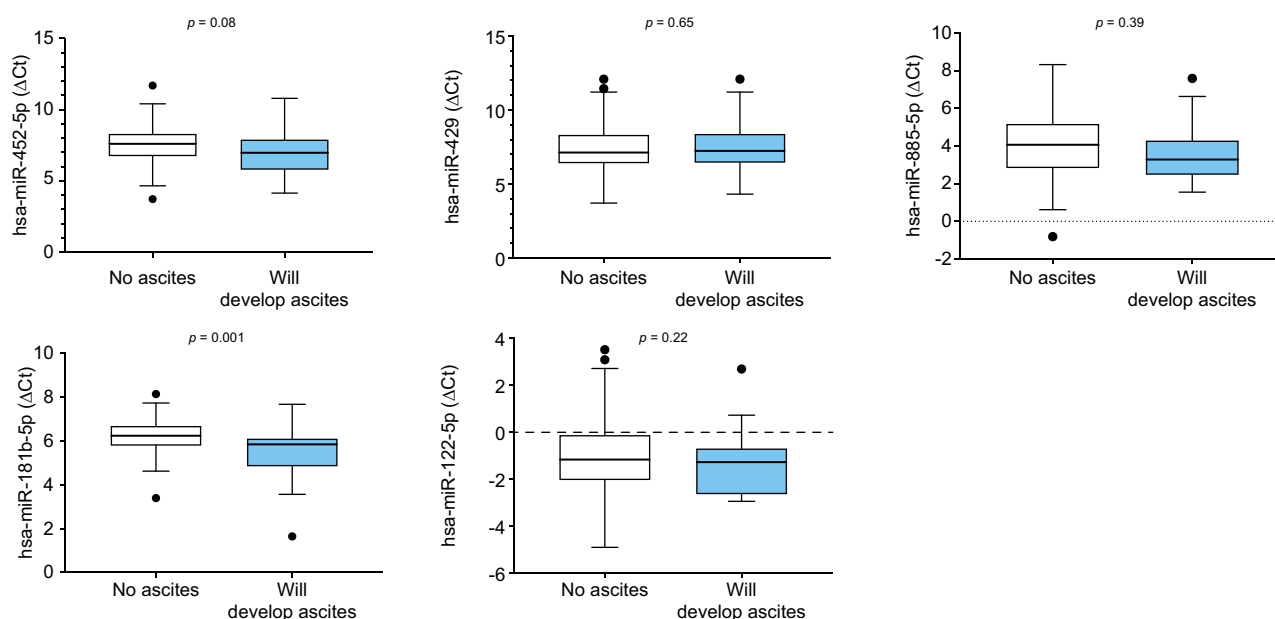 p = 0.08
hsa-miR-452-5p (ΔCt)
15
10
5
0
No ascites
Will
develop ascites
p = 0.65
hsa-miR-429 (ΔCt)
15
10
5
0
No ascites
Will
develop ascites
p = 0.39
hsa-miR-885-5p (ΔCt)
10
8
6
4
2
0
-2
No ascites
Will
develop ascites
p = 0.001
hsa-miR-181b-5p (ΔCt)
10
8
6
4
2
0
No ascites
Will
develop ascites
p = 0.22
hsa-miR-122-5p (ΔCt)
4
2
0
-2
-4
-6
No ascites
Will
develop ascites